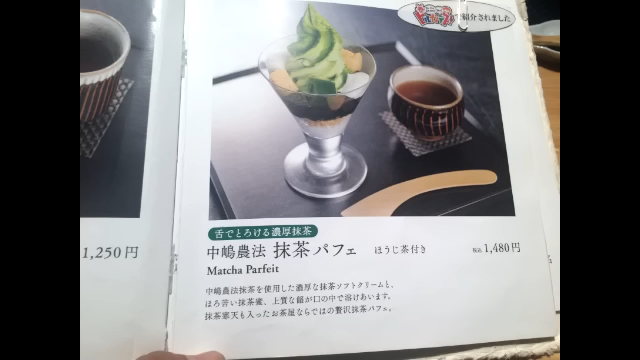 紹介されました
舌でとろける濃厚抹茶
中嶋農法 抹茶パフェ ほうじ茶付き 税込 1,480円
Matcha Parfeit
中嶋農法抹茶を使用した濃厚な抹茶ソフトクリームと、
ほろ苦い抹茶蜜、上質な餡が口の中で溶けあいます。
抹茶寒天も入ったお茶屋ならではの贅沢抹茶パフェ。
1,250円